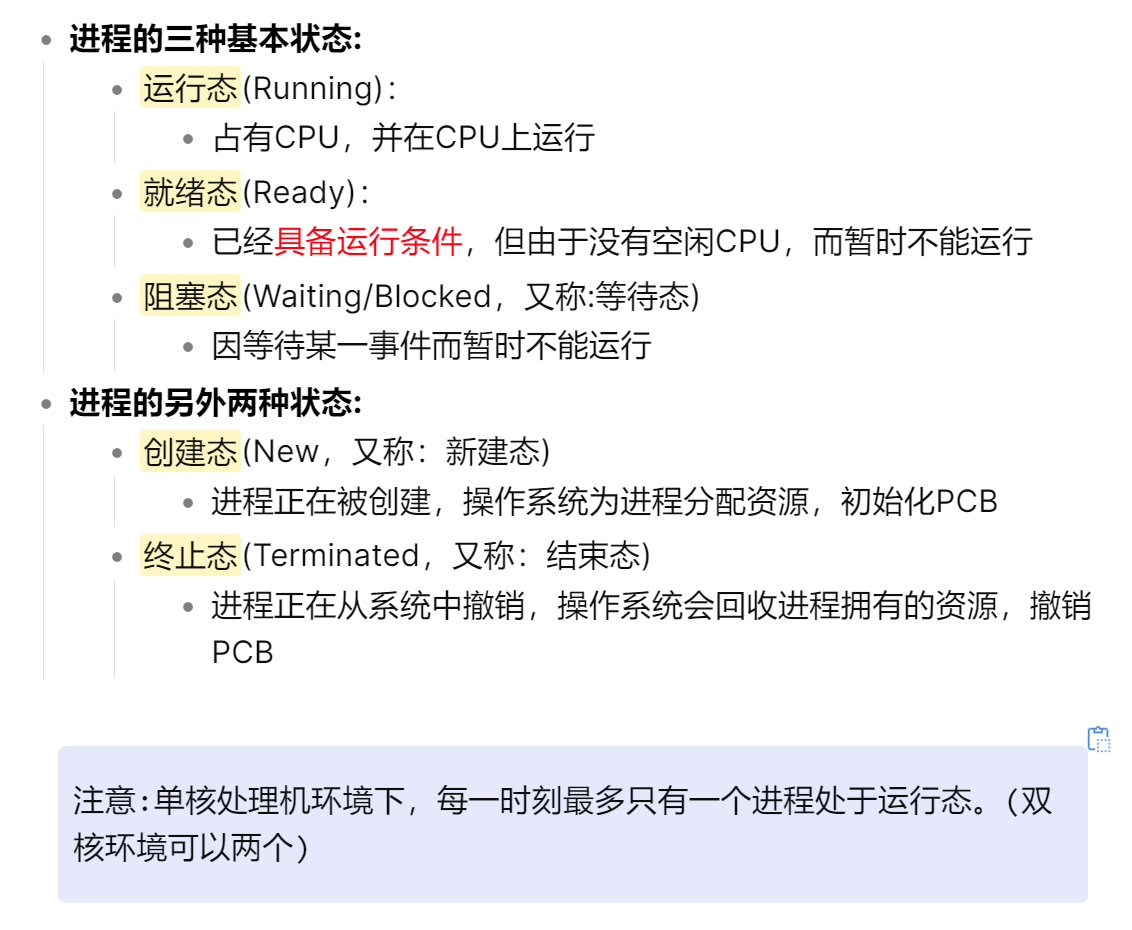 进程的三种基本状态:
运行态(Running)：
占有CPU，并在CPU上运行
就绪态(Ready)：
已经具备运行条件，但由于没有空闲CPU，而暂时不能运行
阻塞态(Waiting/Blocked，又称:等待态)
因等待某一事件而暂时不能运行
进程的另外两种状态:
创建态(New，又称：新建态)
进程正在被创建，操作系统为进程分配资源，初始化PCB
终止态(Terminated，又称：结束态)
进程正在从系统中撤销，操作系统会回收进程拥有的资源，撤销
PCB
注意:单核处理机环境下，每一时刻最多只有一个进程处于运行态。(双
核环境可以两个)